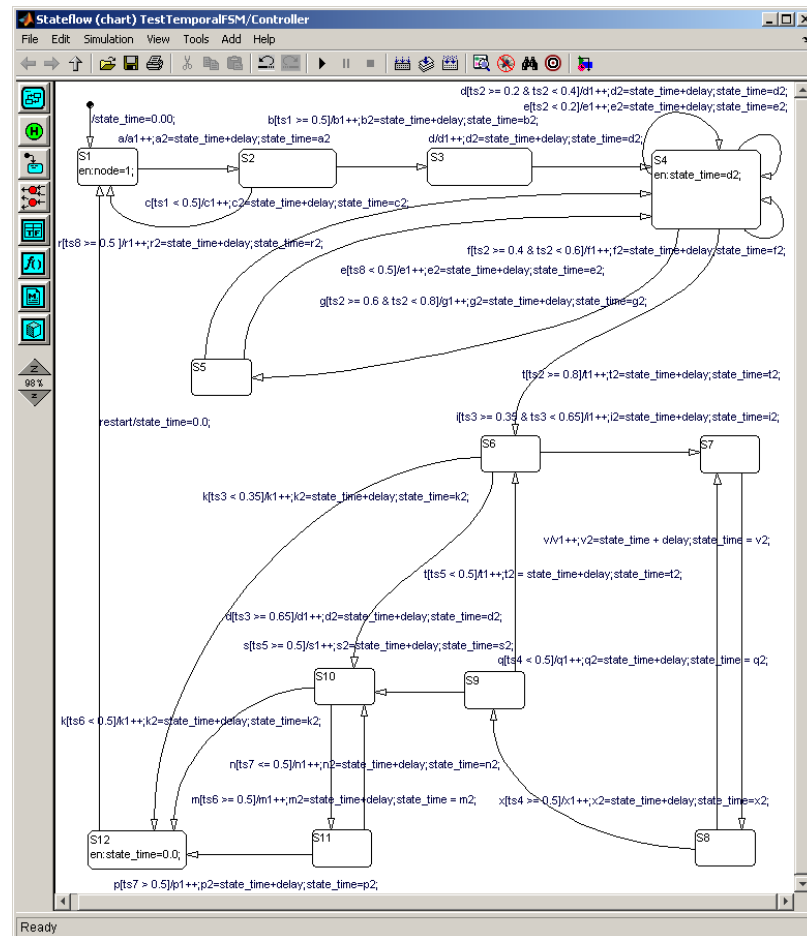 Stateflow (chart) TestTemporalFSM/Controller
File Edit Simulation View Tools Add Help
d[ts2 >= 0.2 & ts2 < 0.4]/d1++;d2=state_time+delay;state_time=d2;
e[ts2 < 0.2]/e1++;e2=state_time+delay;state_time=e2;
/state_time=0.00;
b[ts1 >= 0.5]/b1++;b2=state_time+delay;state_time=b2;
a/a1++;a2=state_time+delay;state_time=a2
d/d1++;d2=state_time+delay;state_time=d2;
S1
en:node=1;
S2
S3
S4
en:state_time=d2;
c[ts1 < 0.5]/c1++;c2=state_time+delay;state_time=c2;
r[ts8 >= 0.5 ]/r1++;r2=state_time+delay;state_time=r2;
f[ts2 >= 0.4 & ts2 < 0.6]/f1++;f2=state_time+delay;state_time=f2;
e[ts8 < 0.5]/e1++;e2=state_time+delay;state_time=e2;
g[ts2 >= 0.6 & ts2 < 0.8]/g1++;g2=state_time+delay;state_time=g2;
S5
98%
t[ts2 >= 0.8]/t1++;t2=state_time+delay;state_time=t2;
restart/state_time=0.0;
i[ts3 >= 0.35 & ts3 < 0.65]/i1++;i2=state_time+delay;state_time=i2;
S6
S7
k[ts3 < 0.35]/k1++;k2=state_time+delay;state_time=k2;
v/v1++;v2=state_time + delay;state_time = v2;
t[ts5 < 0.5]/t1++;t2 = state_time+delay;state_time=t2;
d[ts3 >= 0.65]/d1++;d2=state_time+delay;state_time=d2;
s[ts5 >= 0.5]/s1++;s2=state_time+delay;state_time=s2;
q[ts4 < 0.5]/q1++;q2=state_time+delay;state_time = q2;
S10
S9
k[ts6 < 0.5]/k1++;k2=state_time+delay;state_time=k2;
n[ts7 <= 0.5]/n1++;n2=state_time+delay;state_time=n2;
m[ts6 >= 0.5]/m1++;m2=state_time+delay;state_time = m2;
x[ts4 >= 0.5]/x1++;x2=state_time+delay;state_time=x2;
S12
en:state_time=0.0;
S11
S8
p[ts7 > 0.5]/p1++;p2=state_time+delay;state_time=p2;
Ready